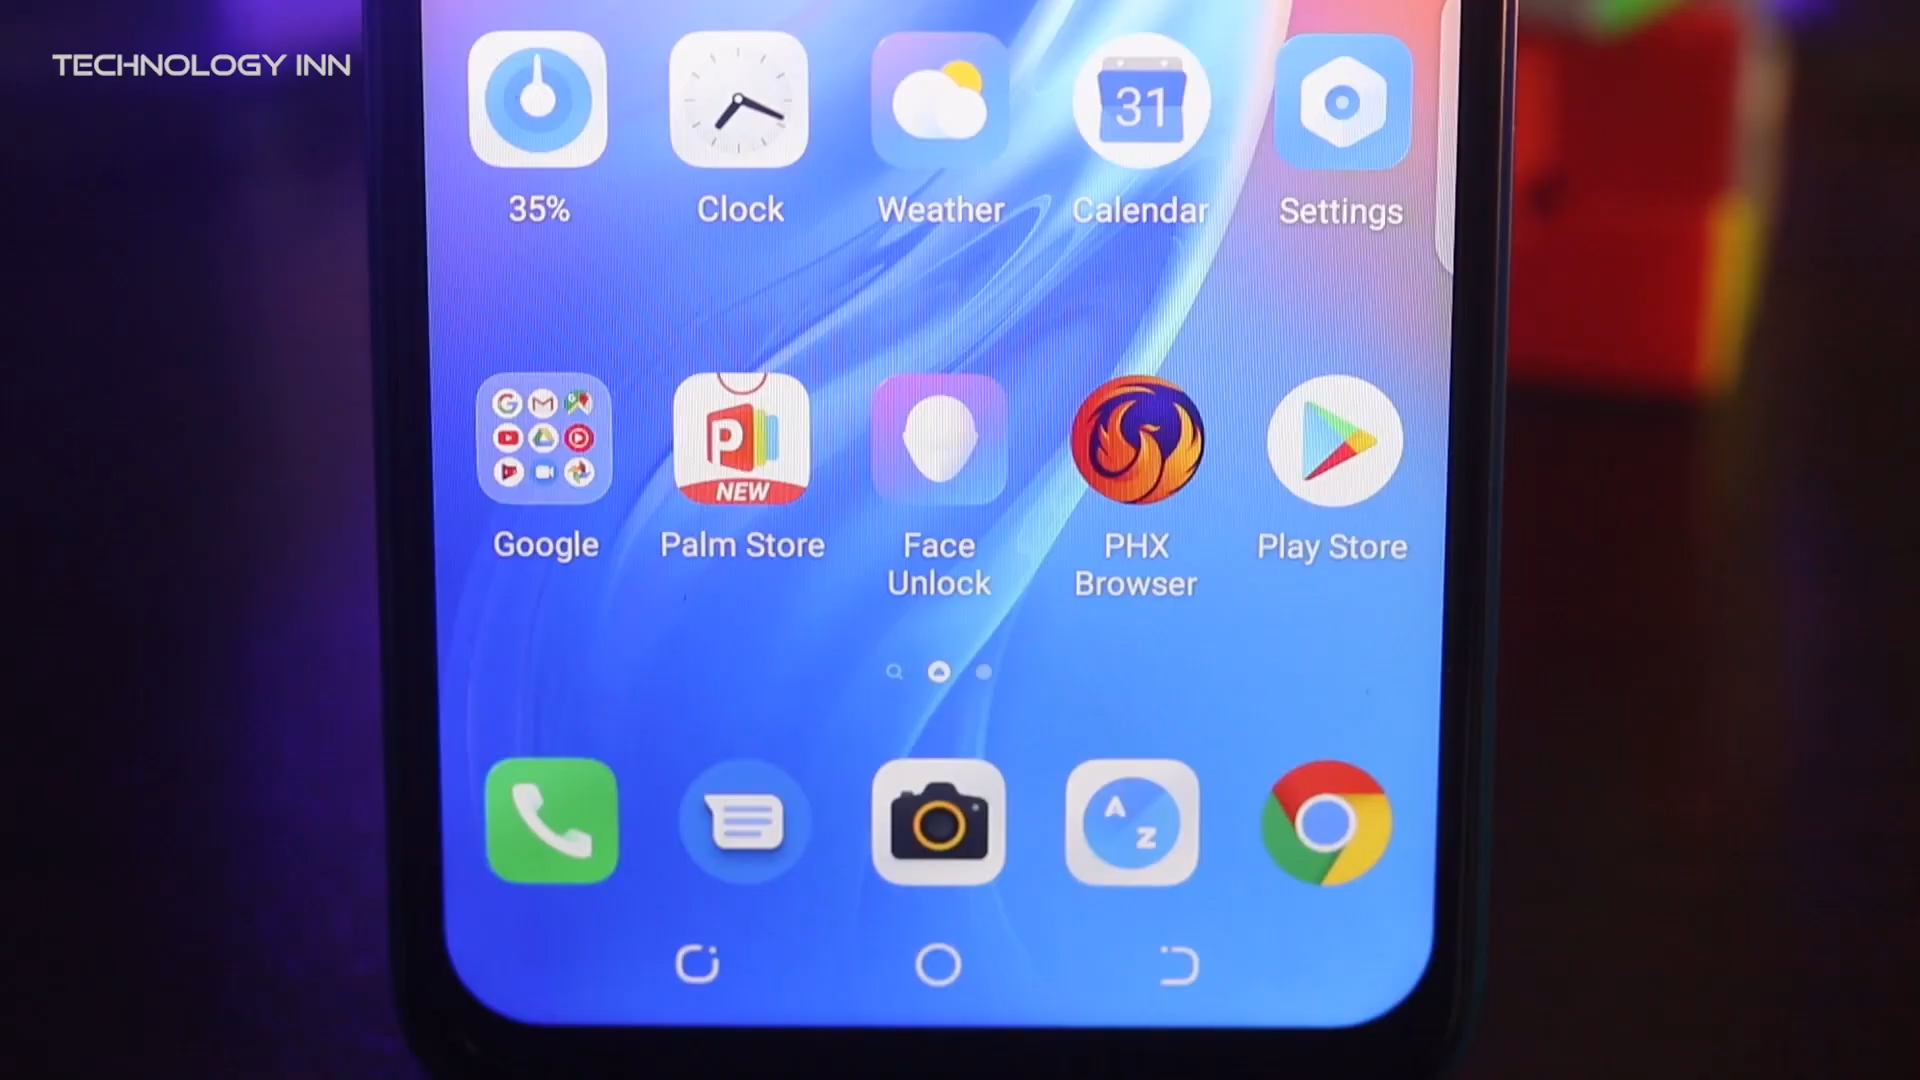 TECHNOLOGY INN
31
35%
Clock
Weather
Calendar
Settings
P
NEW
Google
Palm Store
Face
Unlock
PHX
Browser
Play Store
A
Z